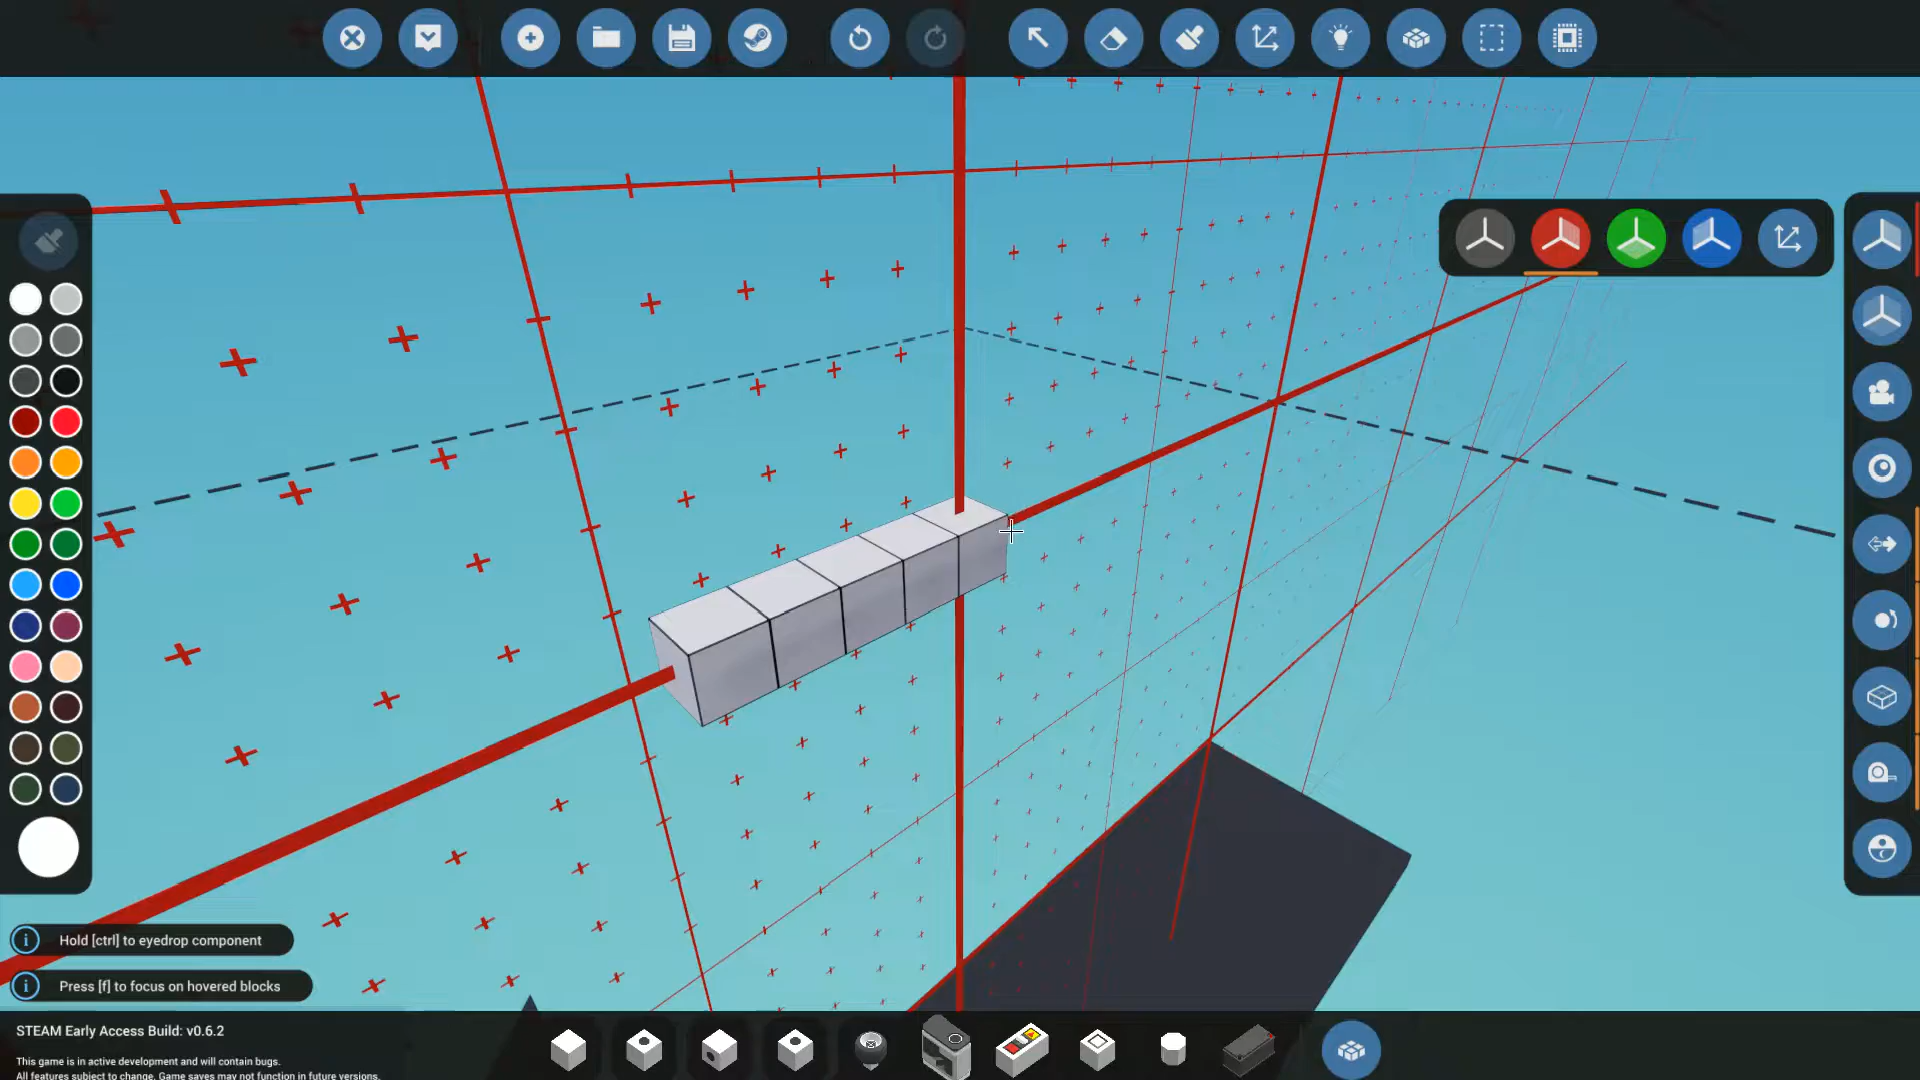 Hold [ctrl] to eyedrop component
Press [f] to focus on hovered blocks
STEAM Early Access Build: v0.6.2
This game is in active development and will contain bugs.
All features subject to change. Game saves may not function in future versions.